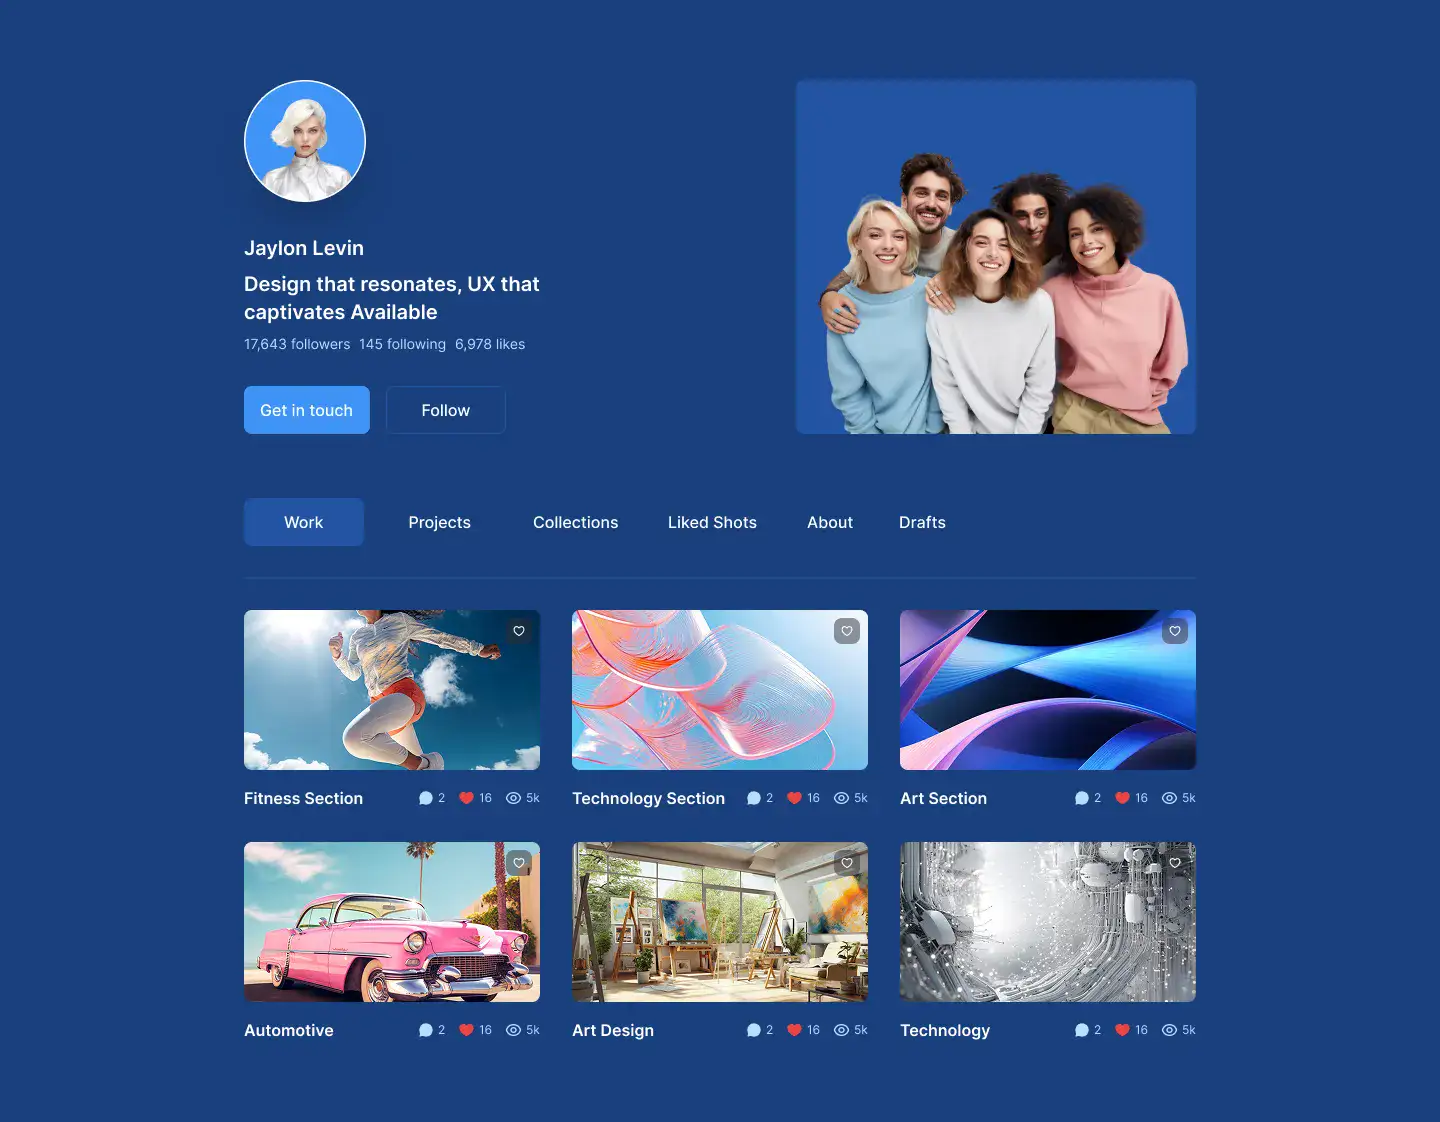 Jaylon Levin
Design that resonates, UX that
captivates Available
17,643 followers 145 following 6,978 likes
Get in touch Follow
Work Projects Collections Liked Shots About Drafts
Fitness Section 2 16 5k
Technology Section 2 16 5k
Art Section 2 16 5k
Automotive 2 16 5k
Art Design 2 16 5k
Technology 2 16 5k